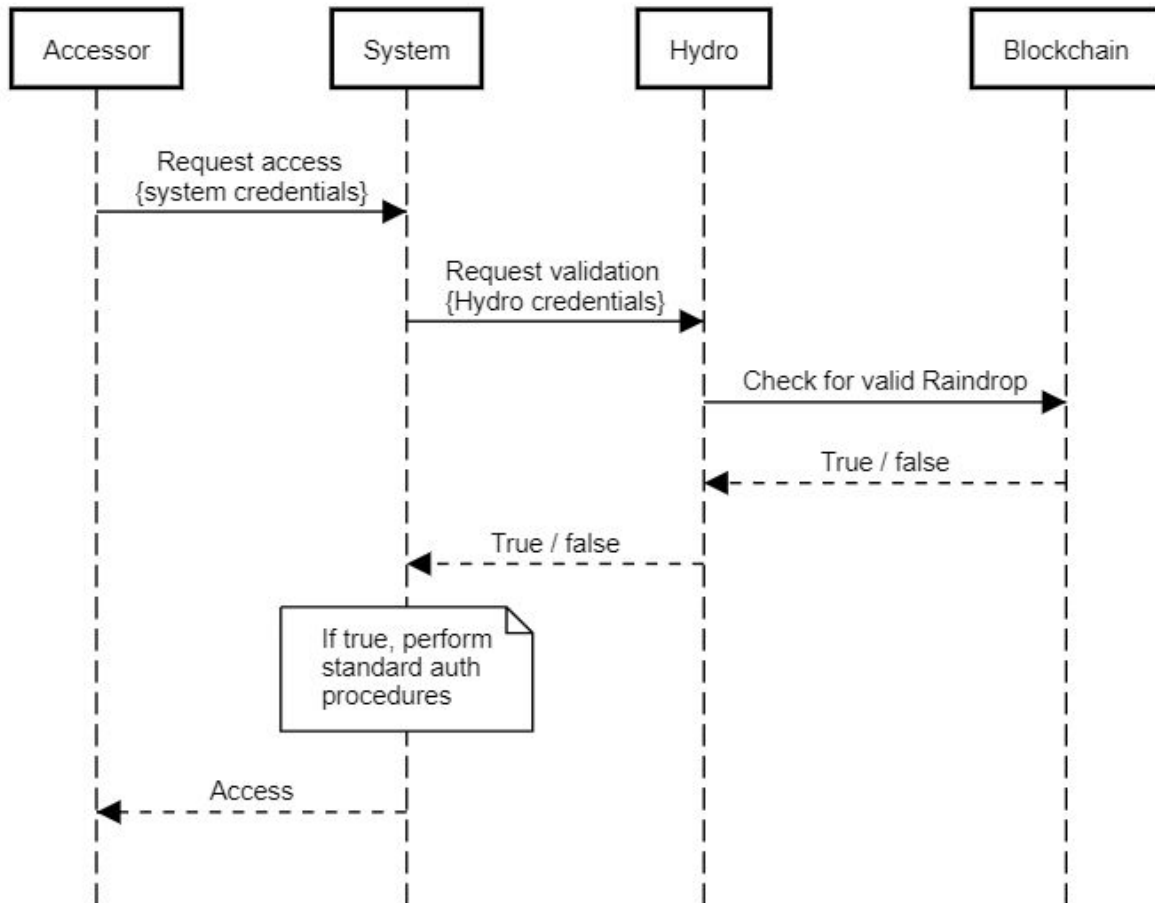 Accessor
System
Hydro
Blockchain
Request access
{system credentials}
Request validation
{Hydro credentials}
Check for valid Raindrop
True / false
True / false
If true, perform
standard auth
procedures
Access